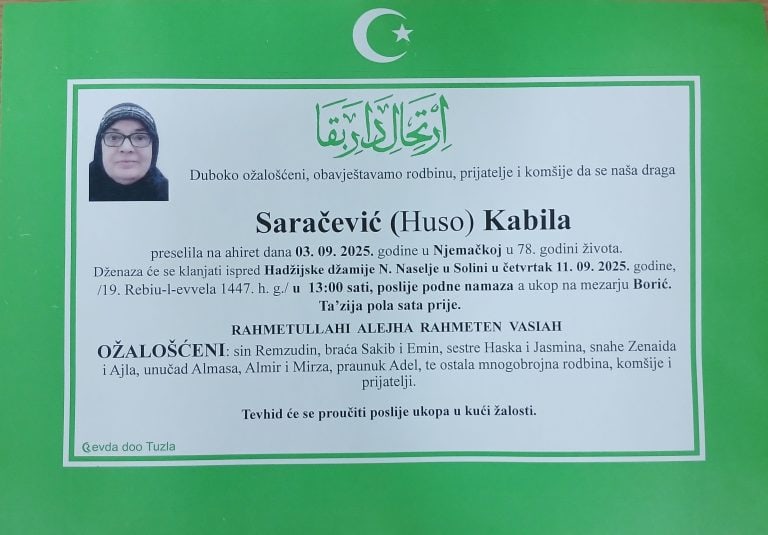 اِرْتِحَالِ دَارِ بَقَا
Duboko ožalošćeni, obavještavamo rodbinu, prijatelje i komšije da se naša draga
Saračević (Huso) Kabila
preselila na ahiret dana 03. 09. 2025. godine u Njemačkoj u 78. godini života.
Dženaza će se klanjati ispred Hadžijske džamije N. Naselje u Solini u četvrtak 11. 09. 2025. godine,
/19. Rebiu-l-evvela 1447. h. g./ u 13:00 sati, poslije podne namaza a ukop na mezarju Borić.
Ta'zija pola sata prije.
RAHMETULLAHI ALEJHA RAHMETEN VASIAH
OŽALOŠĆENI: sin Remzudin, braća Sakib i Emin, sestre Haska i Jasmina, snahe Zenaida
i Ajla, unučad Almasa, Almir i Mirza, praunuk Adel, te ostala mnogobrojna rodbina, komšije i
prijatelji.
Tevhid će se proučiti poslije ukopa u kući žalosti.
Qevda doo Tuzla